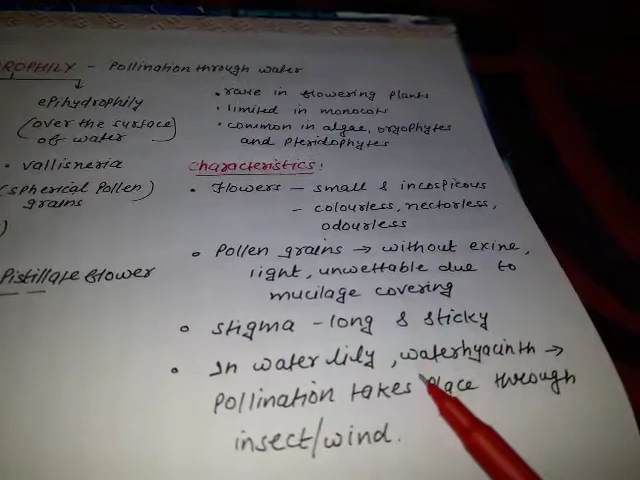 ROPHILY - Pollination through water
epihydrophily
(over the surface
of water)
• vallisneria
(spherical Pollen)
grains
)
Pistillate flower
• rare in flowering plants
• limited in monocots
• common in algae, bryophytes
and pteridophytes
Characteristics:
• Flowers - small & incospicous
- colourless, nectorless,
odourless
• Pollen grains → without exine,
light, unwettable due to
mucilage covering
• Stigma - long & sticky
• In water lily, waterhyacinth →
Pollination takes place through
insect/wind.